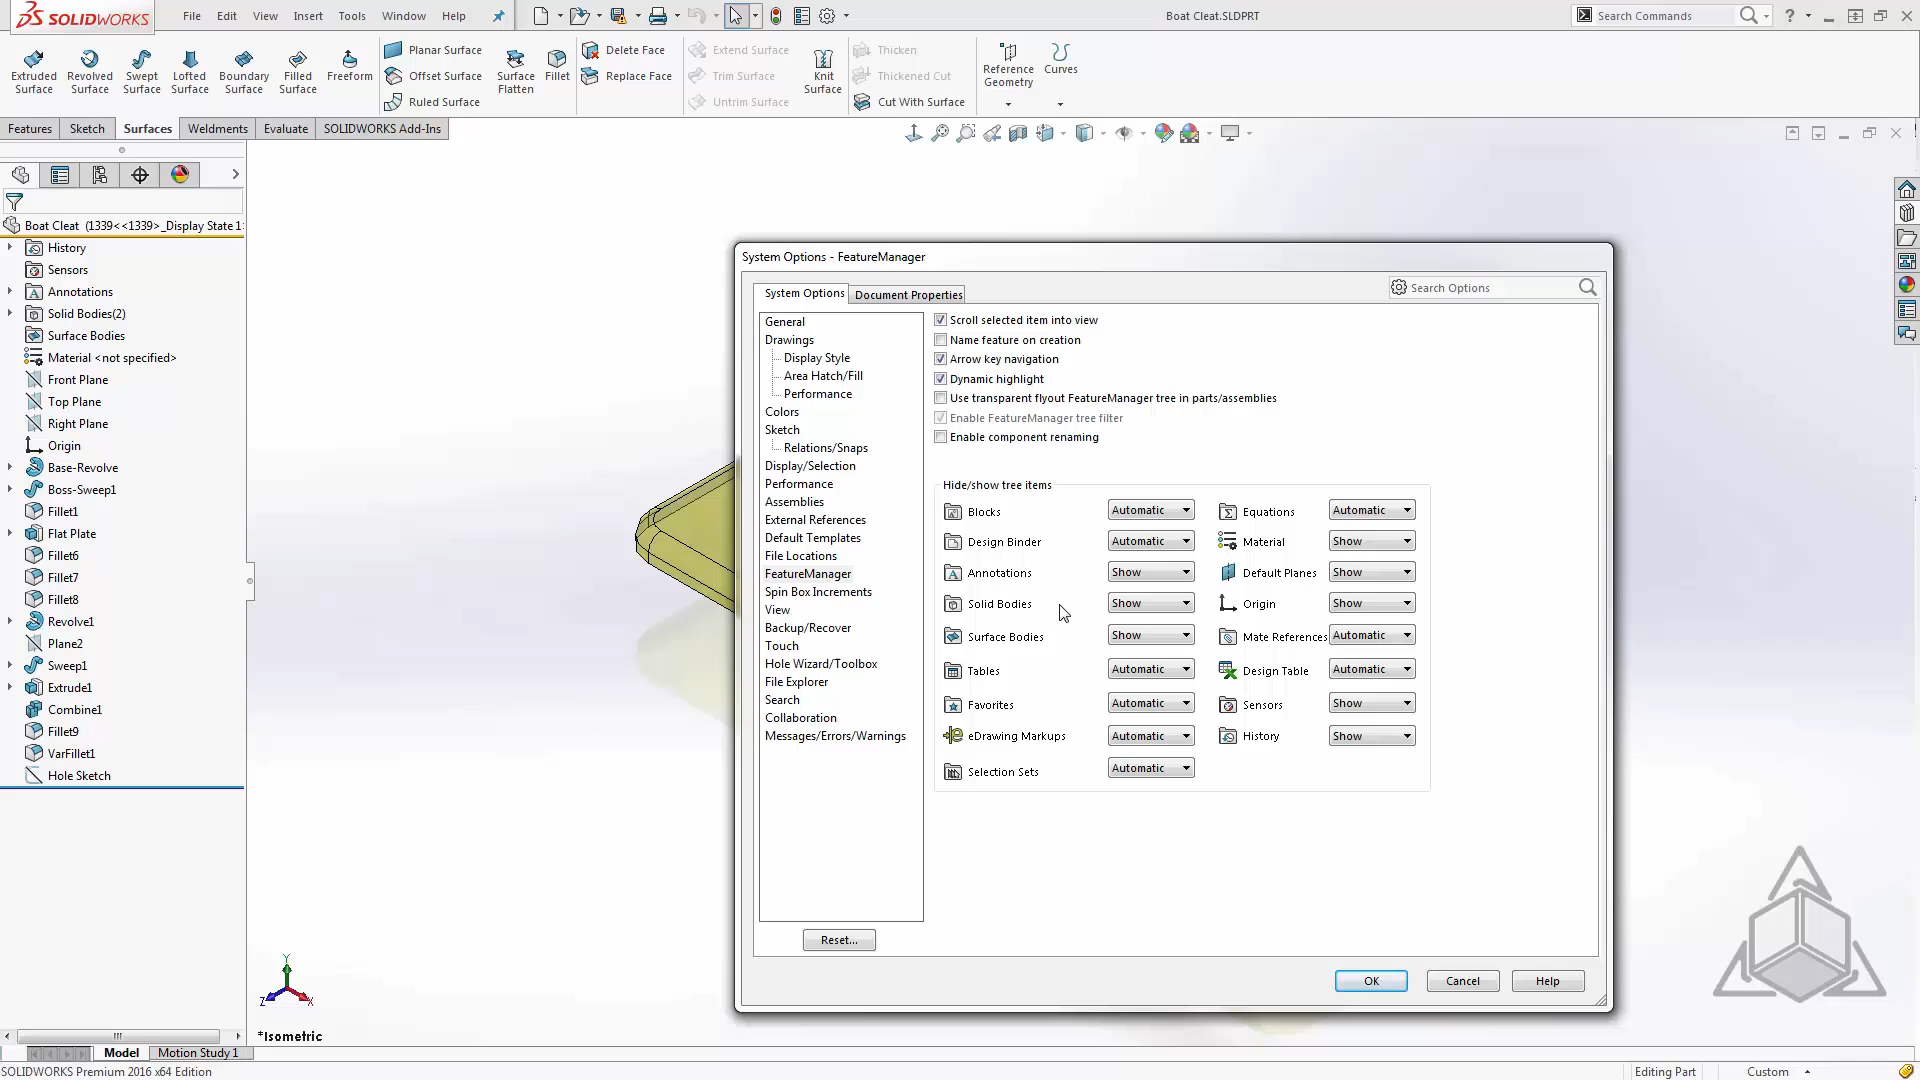 SOLIDWORKS
File Edit View Insert Tools Window Help
Boat Cleat.SLDPRT
Search Commands
Extruded Surface
Revolved Surface
Swept Surface
Lofted Surface
Boundary Surface
Filled Surface
Freeform
Planar Surface
Offset Surface
Ruled Surface
Surface Flatten
Fillet
Delete Face
Replace Face
Extend Surface
Trim Surface
Untrim Surface
Knit Surface
Thicken
Thickened Cut
Cut With Surface
Reference Geometry
Curves
Features Sketch Surfaces Weldments Evaluate SOLIDWORKS Add-Ins
Boat Cleat (1339<<1339>_Display State 1
History
Sensors
Annotations
Solid Bodies(2)
Surface Bodies
Material <not specified>
Front Plane
Top Plane
Right Plane
Origin
Base-Revolve
Boss-Sweep1
Fillet1
Flat Plate
Fillet6
Fillet7
Fillet8
Revolve1
Plane2
Sweep1
Extrude1
Combine1
Fillet9
VarFillet1
Hole Sketch
System Options - FeatureManager
System Options Document Properties
Search Options
General
Drawings
Display Style
Area Hatch/Fill
Performance
Colors
Sketch
Relations/Snaps
Display/Selection
Performance
Assemblies
External References
Default Templates
File Locations
FeatureManager
Spin Box Increments
View
Backup/Recover
Touch
Hole Wizard/Toolbox
File Explorer
Search
Collaboration
Messages/Errors/Warnings
Reset...
Scroll selected item into view
Name feature on creation
Arrow key navigation
Dynamic highlight
Use transparent flyout FeatureManager tree in parts/assemblies
Enable FeatureManager tree filter
Enable component renaming
Hide/show tree items
Blocks Automatic Equations Automatic
Design Binder Automatic Material Show
Annotations Show Default Planes Show
Solid Bodies Show Origin Show
Surface Bodies Show Mate References Automatic
Tables Automatic Design Table Automatic
Favorites Automatic Sensors Show
eDrawing Markups Automatic History Show
Selection Sets Automatic
OK Cancel Help
Y
Z X
*Isometric
Model Motion Study 1
SOLIDWORKS Premium 2016 x64 Edition
Editing Part Custom